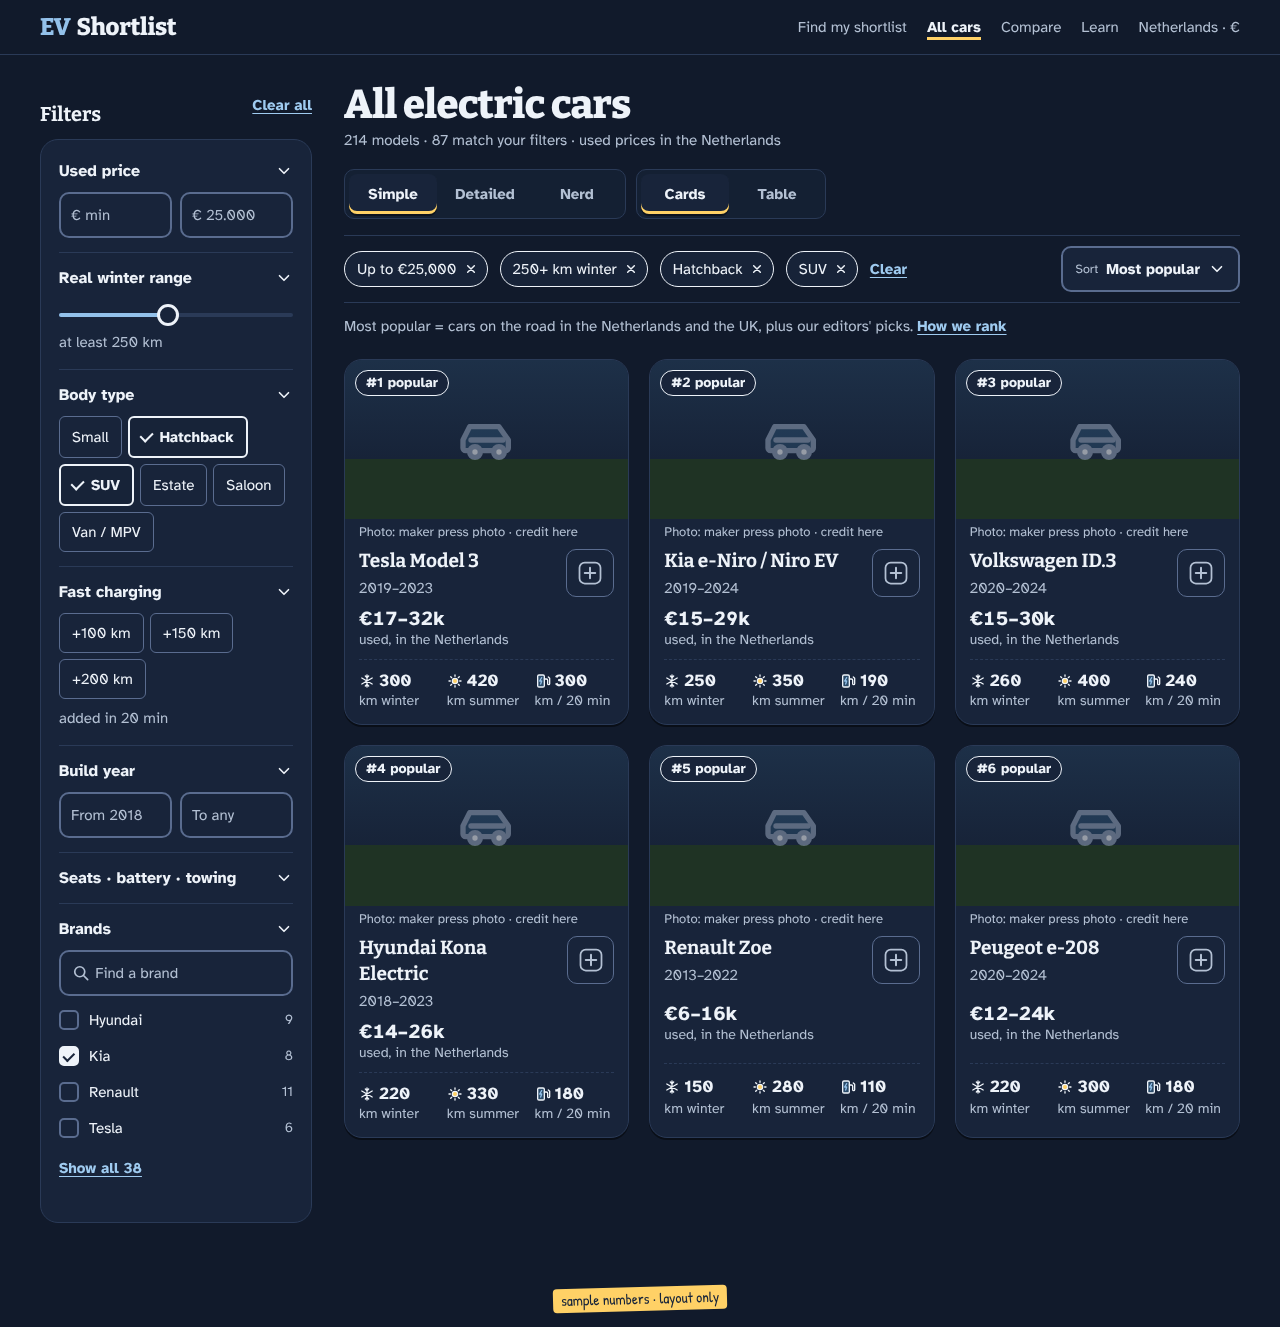 EV Shortlist
Find my shortlist
All cars
Compare
Learn
Netherlands · €
Filters
Clear all
Used price
€ min
€ 25.000
Real winter range
at least 250 km
Body type
Small
Hatchback
SUV
Estate
Saloon
Van / MPV
Fast charging
+100 km
+150 km
+200 km
added in 20 min
Build year
From 2018
To any
Seats · battery · towing
Brands
Find a brand
Hyundai 9
Kia 8
Renault 11
Tesla 6
Show all 38
All electric cars
214 models · 87 match your filters · used prices in the Netherlands
Simple
Detailed
Nerd
Cards
Table
Up to €25,000 ×
250+ km winter ×
Hatchback ×
SUV ×
Clear
Sort Most popular
Most popular = cars on the road in the Netherlands and the UK, plus our editors' picks. How we rank
#1 popular
Photo: maker press photo · credit here
Tesla Model 3
2019–2023
€17–32k
used, in the Netherlands
300 km winter
420 km summer
300 km / 20 min
#2 popular
Photo: maker press photo · credit here
Kia e-Niro / Niro EV
2019–2024
€15–29k
used, in the Netherlands
250 km winter
350 km summer
190 km / 20 min
#3 popular
Photo: maker press photo · credit here
Volkswagen ID.3
2020–2024
€15–30k
used, in the Netherlands
260 km winter
400 km summer
240 km / 20 min
#4 popular
Photo: maker press photo · credit here
Hyundai Kona
Electric
2018–2023
€14–26k
used, in the Netherlands
220 km winter
330 km summer
180 km / 20 min
#5 popular
Photo: maker press photo · credit here
Renault Zoe
2013–2022
€6–16k
used, in the Netherlands
150 km winter
280 km summer
110 km / 20 min
#6 popular
Photo: maker press photo · credit here
Peugeot e-208
2020–2024
€12–24k
used, in the Netherlands
220 km winter
300 km summer
180 km / 20 min
sample numbers · layout only